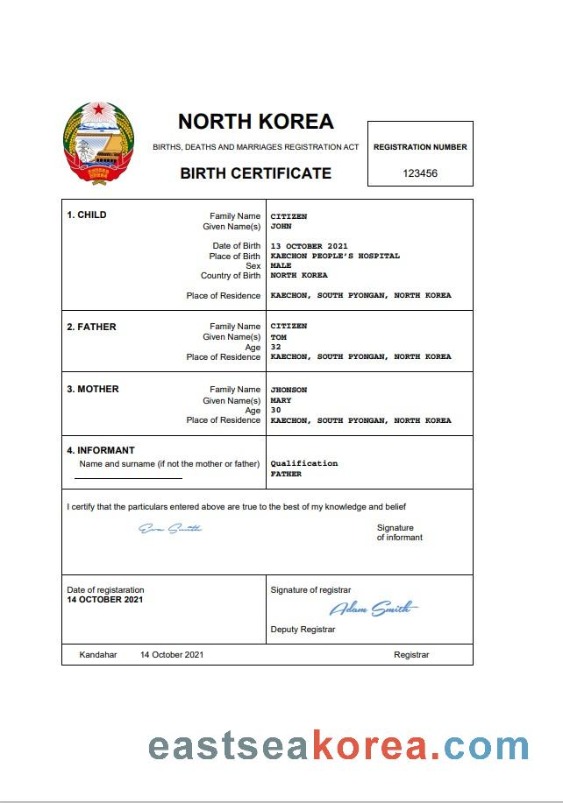 NORTH KOREA
BIRTHS, DEATHS AND MARRIAGES REGISTRATION ACT
BIRTH CERTIFICATE
REGISTRATION NUMBER
123456
1. CHILD
Family Name CITIZEN
Given Name(s) JOHN
Date of Birth 13 OCTOBER 2021
Place of Birth KAECHON PEOPLE'S HOSPITAL
Sex MALE
Country of Birth NORTH KOREA
Place of Residence KAECHON, SOUTH PYONGAN, NORTH KOREA
2. FATHER
Family Name CITIZEN
Given Name(s) TOM
Age 32
Place of Residence KAECHON, SOUTH PYONGAN, NORTH KOREA
3. MOTHER
Family Name JHONSON
Given Name(s) MARY
Age 30
Place of Residence KAECHON, SOUTH PYONGAN, NORTH KOREA
4. INFORMANT
Name and surname (if not the mother or father) Qualification
FATHER
I certify that the particulars entered above are true to the best of my knowledge and belief
Eva Smith
Signature
of informant
Date of registaration
14 OCTOBER 2021
Signature of registrar
Adam Smith
Deputy Registrar
Kandahar 14 October 2021 Registrar
eastseakorea.com